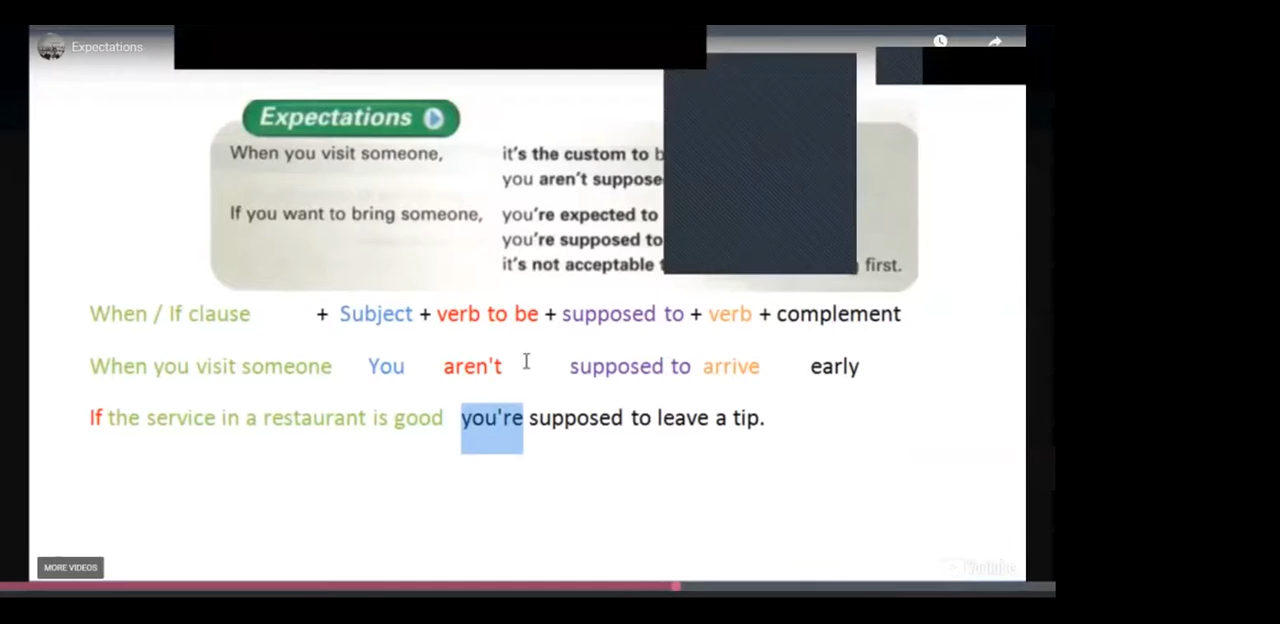 Expectations
Expectations
When you visit someone, it's the custom to
you aren't suppose
If you want to bring someone, you're expected to
you're supposed to
it's not acceptable first.
When / If clause + Subject + verb to be + supposed to + verb + complement
When you visit someone You aren't supposed to arrive early
If the service in a restaurant is good you're supposed to leave a tip.
MORE VIDEOS
YouTube